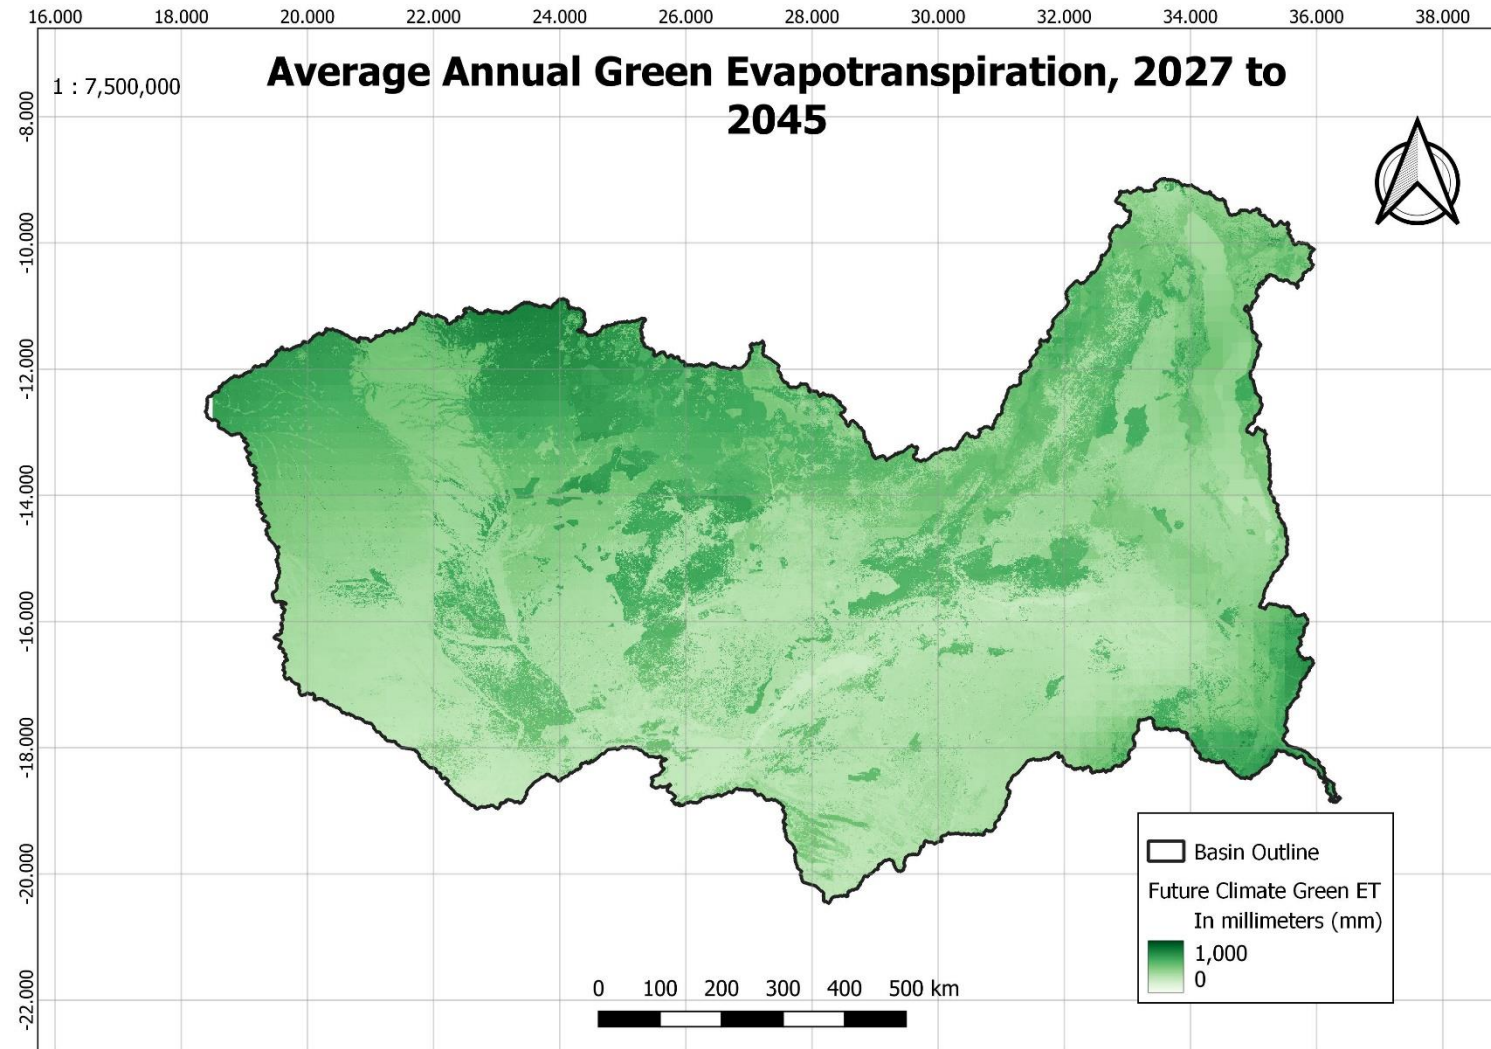 16.000 18.000 20.000 22.000 24.000 26.000 28.000 30.000 32.000 34.000 36.000 38.000
1 : 7,500,000
Average Annual Green Evapotranspiration, 2027 to
2045
-8.000
-10.000
-12.000
-14.000
-16.000
-18.000
-20.000
-22.000
Basin Outline
Future Climate Green ET
In millimeters (mm)
1,000
0
0 100 200 300 400 500 km